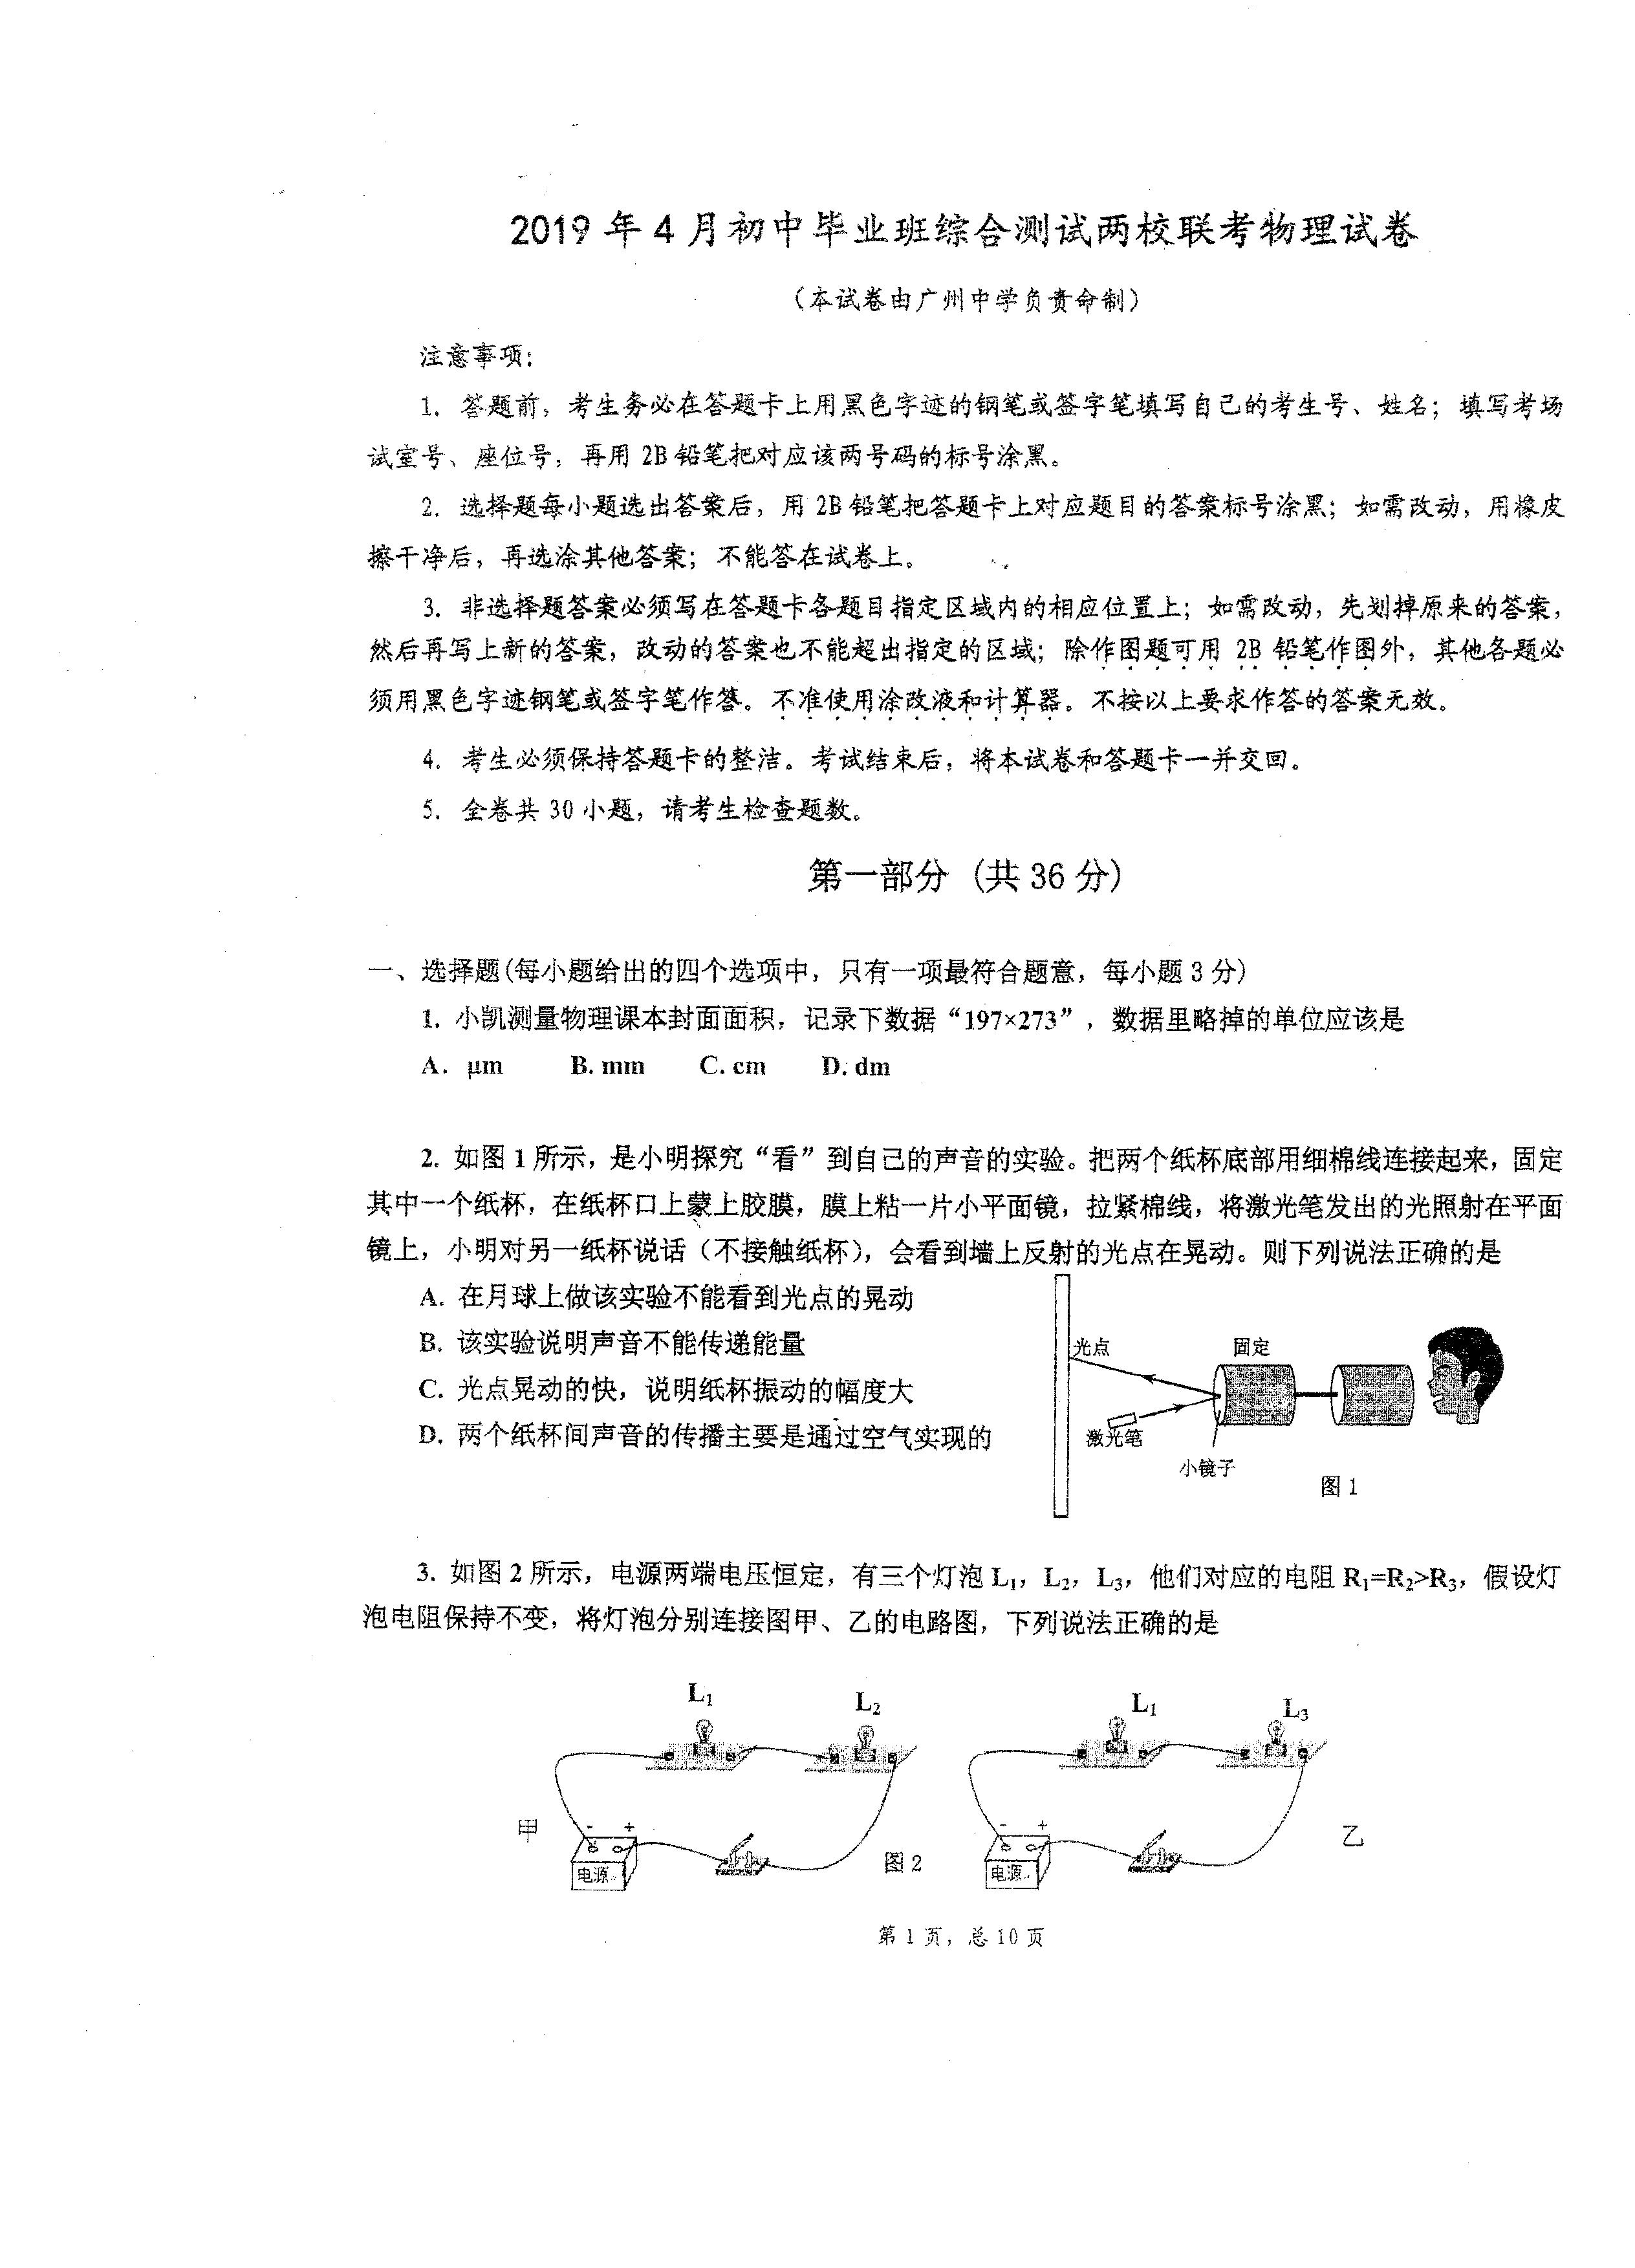 2019 年 4 月初中毕业班综合测试两校联考物理试卷
（本试卷由广州中学负责命制）
注意事项：
1. 答题前，考生务必在答题卡上用黑色字迹的钢笔或签字笔填写自己的考生号、姓名；填写考场
试室号、座位号，再用 2B 铅笔把对应该两号码的标号涂黑。
2. 选择题每小题选出答案后，用 2B 铅笔把答题卡上对应题目的答案标号涂黑；如需改动，用橡皮
擦干净后，再选涂其他答案；不能答在试卷上。
3. 非选择题答案必须写在答题卡各题目指定区域内的相应位置上；如需改动，先划掉原来的答案，
然后再写上新的答案，改动的答案也不能超出指定的区域；除作图题可用 2B 铅笔作图外，其他各题必
须用黑色字迹钢笔或签字笔作答。不准使用涂改液和计算器。不按以上要求作答的答案无效。
4. 考生必须保持答题卡的整洁。考试结束后，将本试卷和答题卡一并交回。
5. 全卷共 30 小题，请考生检查题数。
第一部分（共 36 分）
一、选择题(每小题给出的四个选项中，只有一项最符合题意，每小题 3 分)
1. 小凯测量物理课本封面面积，记录下数据“197×273”，数据里略掉的单位应该是
A. μm B. mm C. cm D. dm
2. 如图 1 所示，是小明探究“看”到自己的声音的实验。把两个纸杯底部用细棉线连接起来，固定
其中一个纸杯，在纸杯口上蒙上胶膜，膜上粘一片小平面镜，拉紧棉线，将激光笔发出的光照射在平面
镜上，小明对另一纸杯说话（不接触纸杯），会看到墙上反射的光点在晃动。则下列说法正确的是
A. 在月球上做该实验不能看到光点的晃动
B. 该实验说明声音不能传递能量
C. 光点晃动的快，说明纸杯振动的幅度大
D. 两个纸杯间声音的传播主要是通过空气实现的
光点
固定
激光笔
小镜子
图 1
3. 如图 2 所示，电源两端电压恒定，有三个灯泡 L₁，L₂，L₃，他们对应的电阻 R₁=R₂>R₃，假设灯
泡电阻保持不变，将灯泡分别连接图甲、乙的电路图，下列说法正确的是
L₁
L₂
L₁
L₃
甲
- +
电源
图 2
- +
电源
乙
第 1 页，总 10 页